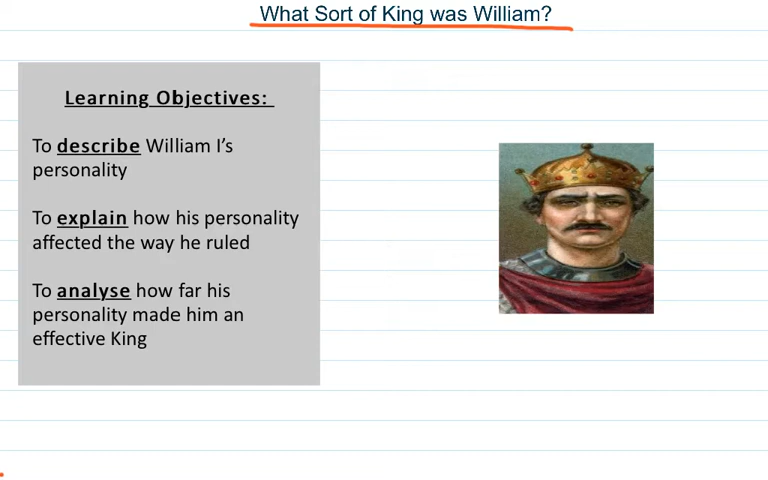 What Sort of King was William?
Learning Objectives:
To describe William I’s
personality
To explain how his personality
affected the way he ruled
To analyse how far his
personality made him an
effective King